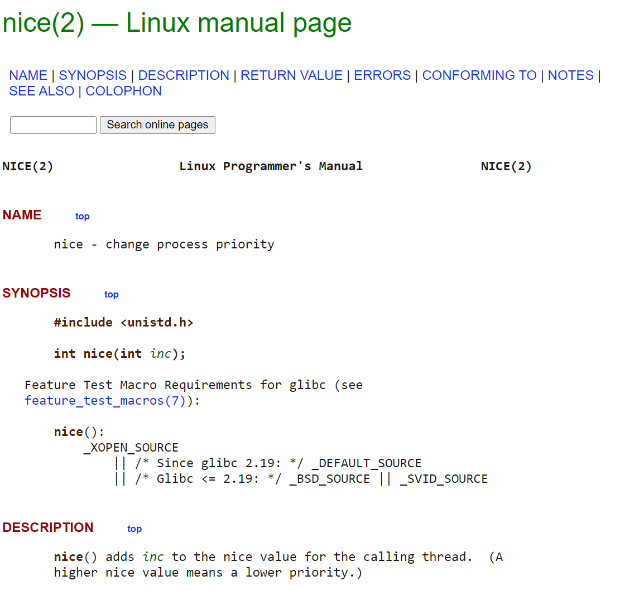 nice(2) — Linux manual page
NAME | SYNOPSIS | DESCRIPTION | RETURN VALUE | ERRORS | CONFORMING TO | NOTES |
SEE ALSO | COLOPHON
Search online pages
NICE(2) Linux Programmer's Manual NICE(2)
NAME top
nice - change process priority
SYNOPSIS top
#include <unistd.h>
int nice(int inc);
Feature Test Macro Requirements for glibc (see
feature_test_macros(7)):
nice():
_XOPEN_SOURCE
|| /* Since glibc 2.19: */ _DEFAULT_SOURCE
|| /* Glibc <= 2.19: */ _BSD_SOURCE || _SVID_SOURCE
DESCRIPTION top
nice() adds inc to the nice value for the calling thread. (A
higher nice value means a lower priority.)